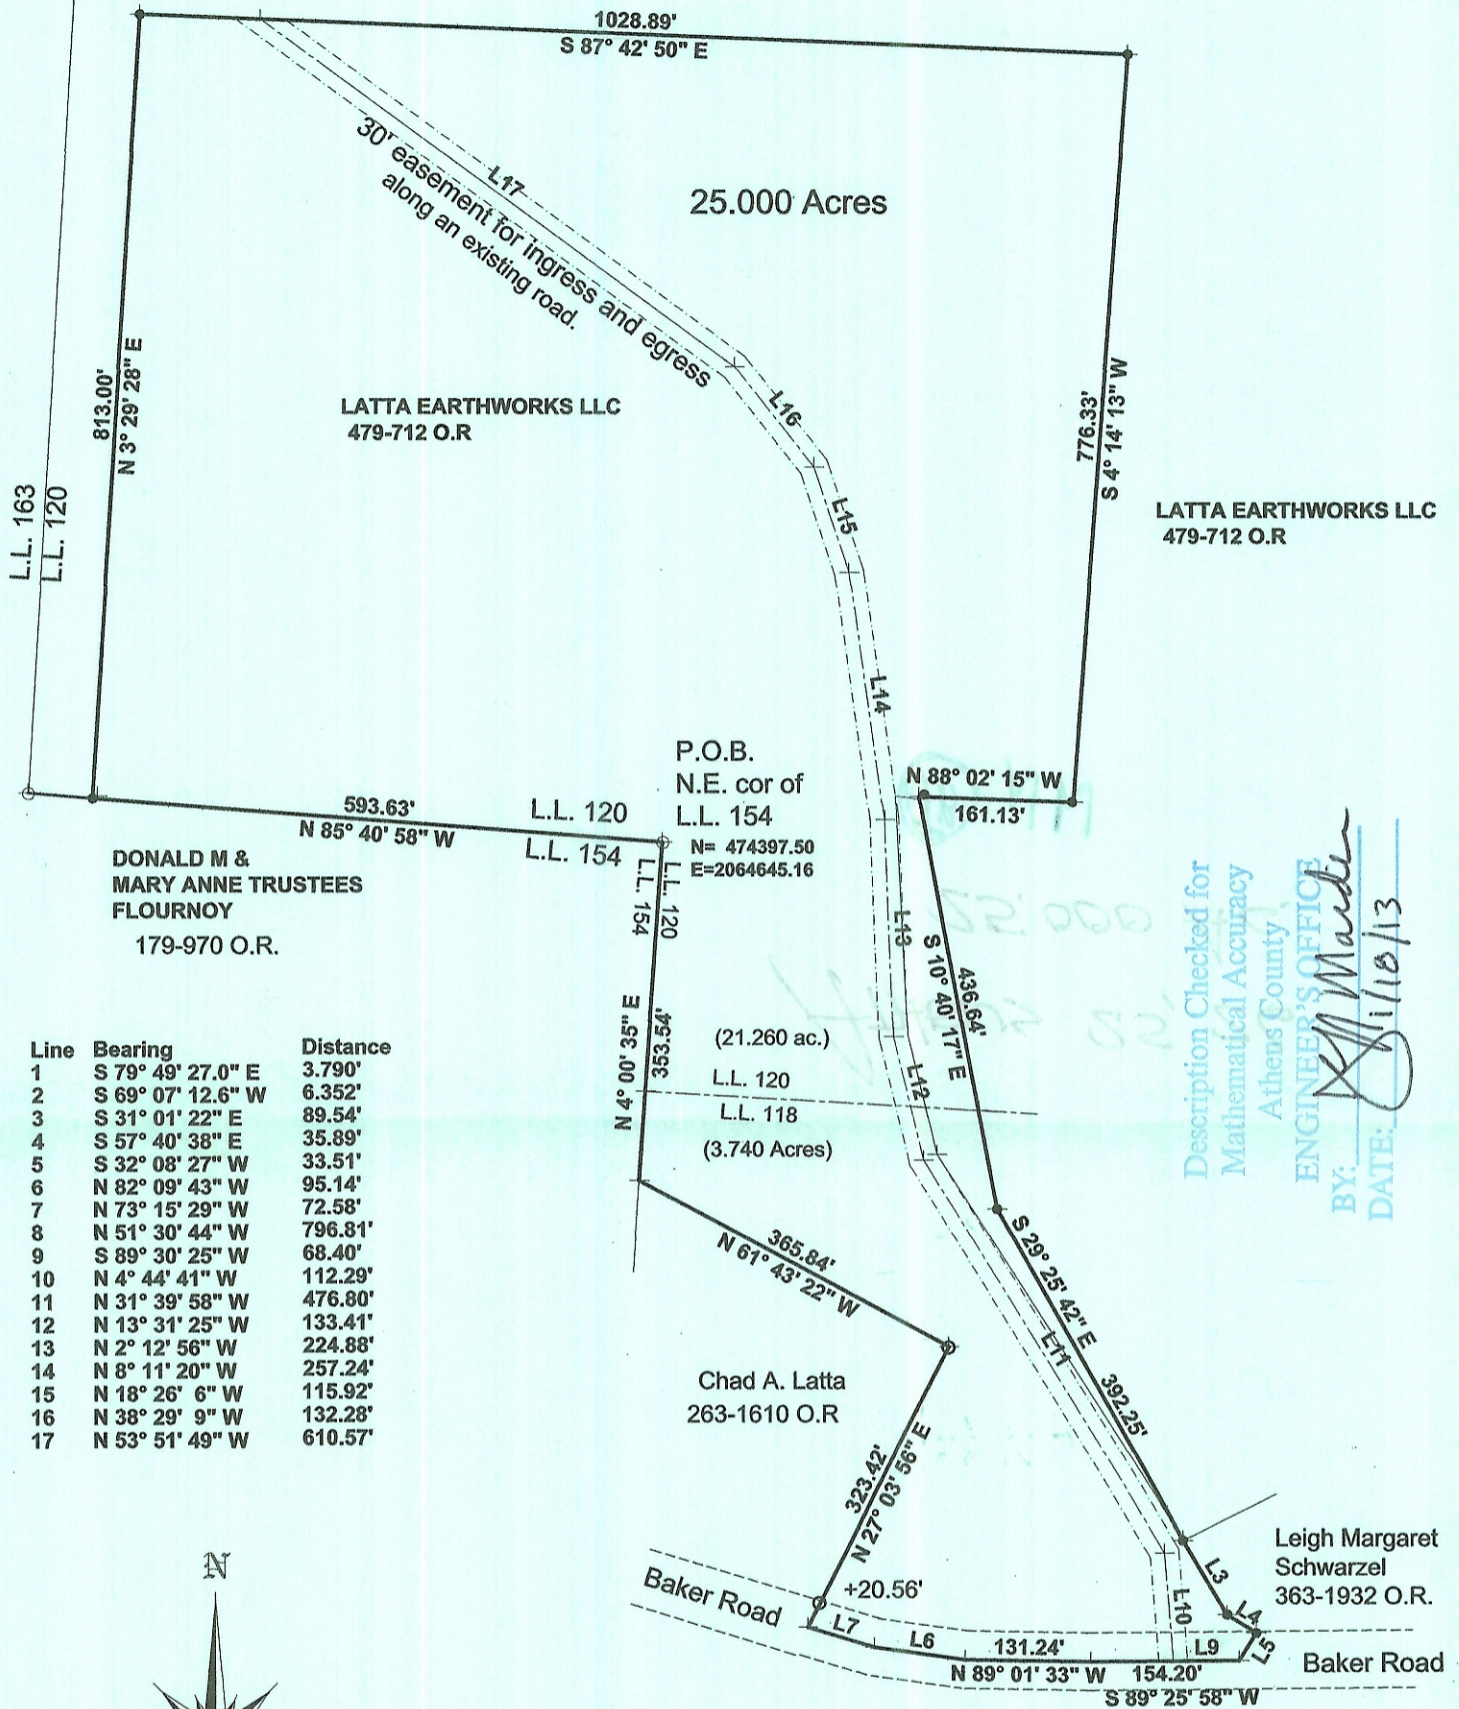 1028.89'
S 87° 42' 50" E
30' easement for ingress and egress
along an existing road.
L17
25.000 Acres
813.00'
N 3° 29' 28" E
LATTA EARTHWORKS LLC
479-712 O.R
L16
776.33'
S 4° 14' 13" W
L.L. 163
L.L. 120
L15
LATTA EARTHWORKS LLC
479-712 O.R
L14
P.O.B.
N.E. cor of
L.L. 154
N= 474397.50
E=2064645.16
N 88° 02' 15" W
161.13'
593.63'
N 85° 40' 58" W
L.L. 120
L.L. 154
DONALD M &
MARY ANNE TRUSTEES
FLOURNOY
179-970 O.R.
L.L. 154
L.L. 120
L13
436.64'
S 10° 40' 17" E
N 4° 00' 35" E
353.54'
(21.260 ac.)
L.L. 120
L.L. 118
(3.740 Acres)
L12
Description Checked for
Mathematical Accuracy
Athens County
ENGINEER'S OFFICE
BY:
DATE: 1/18/13
Line Bearing Distance
1 S 79° 49' 27.0" E 3.790'
2 S 69° 07' 12.6" W 6.352'
3 S 31° 01' 22" E 89.54'
4 S 57° 40' 38" E 35.89'
5 S 32° 08' 27" W 33.51'
6 N 82° 09' 43" W 95.14'
7 N 73° 15' 29" W 72.58'
8 N 51° 30' 44" W 796.81'
9 S 89° 30' 25" W 68.40'
10 N 4° 44' 41" W 112.29'
11 N 31° 39' 58" W 476.80'
12 N 13° 31' 25" W 133.41'
13 N 2° 12' 56" W 224.88'
14 N 8° 11' 20" W 257.24'
15 N 18° 26' 6" W 115.92'
16 N 38° 29' 9" W 132.28'
17 N 53° 51' 49" W 610.57'
365.84'
N 61° 43' 22" W
S 29° 25' 42" E
392.25'
L11
Chad A. Latta
263-1610 O.R
323.42'
N 27° 03' 56" E
+20.56'
Leigh Margaret
Schwarzel
363-1932 O.R.
L3
L4
L5
L10
N
Baker Road
L7
L6
131.24'
N 89° 01' 33" W
154.20'
S 89° 25' 58" W
L9
Baker Road